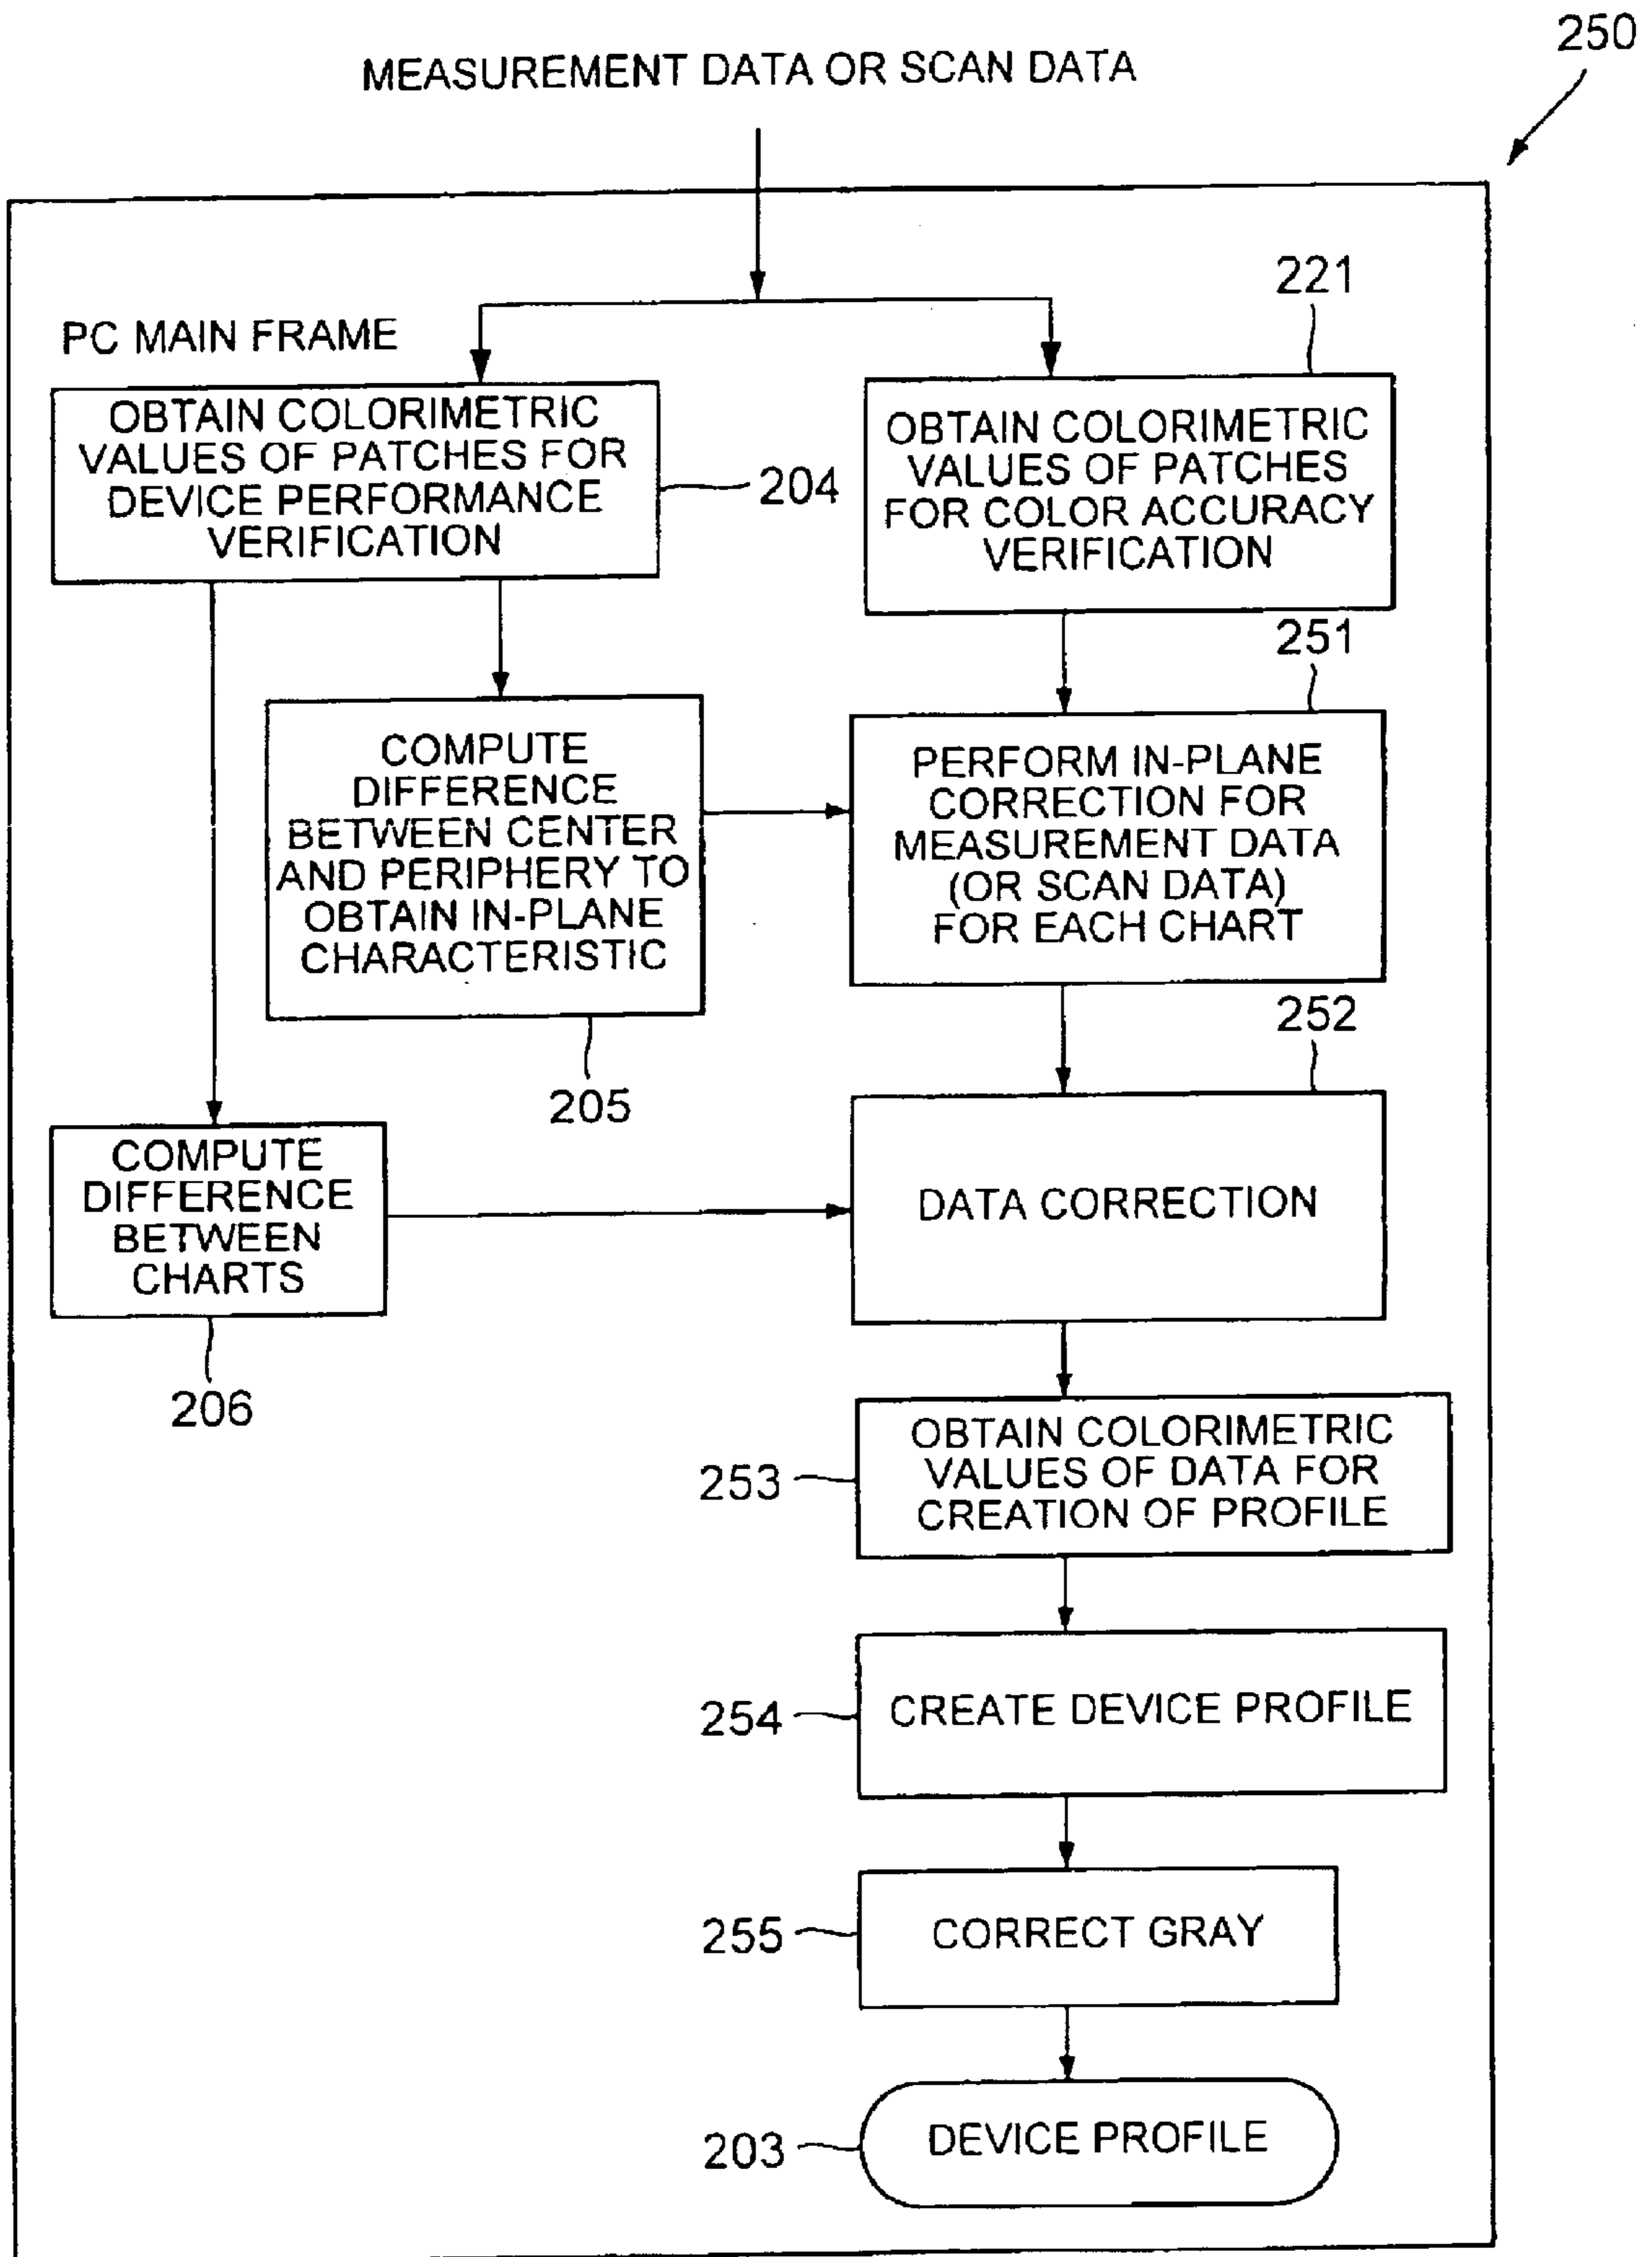 250
MEASUREMENT DATA OR SCAN DATA
221
PC MAIN FRAME
OBTAIN COLORIMETRIC
VALUES OF PATCHES FOR
DEVICE PERFORMANCE
VERIFICATION
204
OBTAIN COLORIMETRIC
VALUES OF PATCHES
FOR COLOR ACCURACY
VERIFICATION
251
COMPUTE
DIFFERENCE
BETWEEN CENTER
AND PERIPHERY TO
OBTAIN IN-PLANE
CHARACTERISTIC
205
PERFORM IN-PLANE
CORRECTION FOR
MEASUREMENT DATA
(OR SCAN DATA)
FOR EACH CHART
252
COMPUTE
DIFFERENCE
BETWEEN
CHARTS
206
DATA CORRECTION
253
OBTAIN COLORIMETRIC
VALUES OF DATA FOR
CREATION OF PROFILE
254
CREATE DEVICE PROFILE
255
CORRECT GRAY
203
DEVICE PROFILE